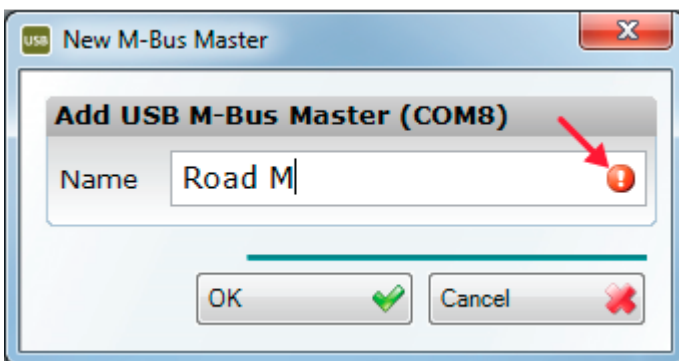 USB New M-Bus Master
Add USB M-Bus Master (COM8)
Name Road M
OK Cancel